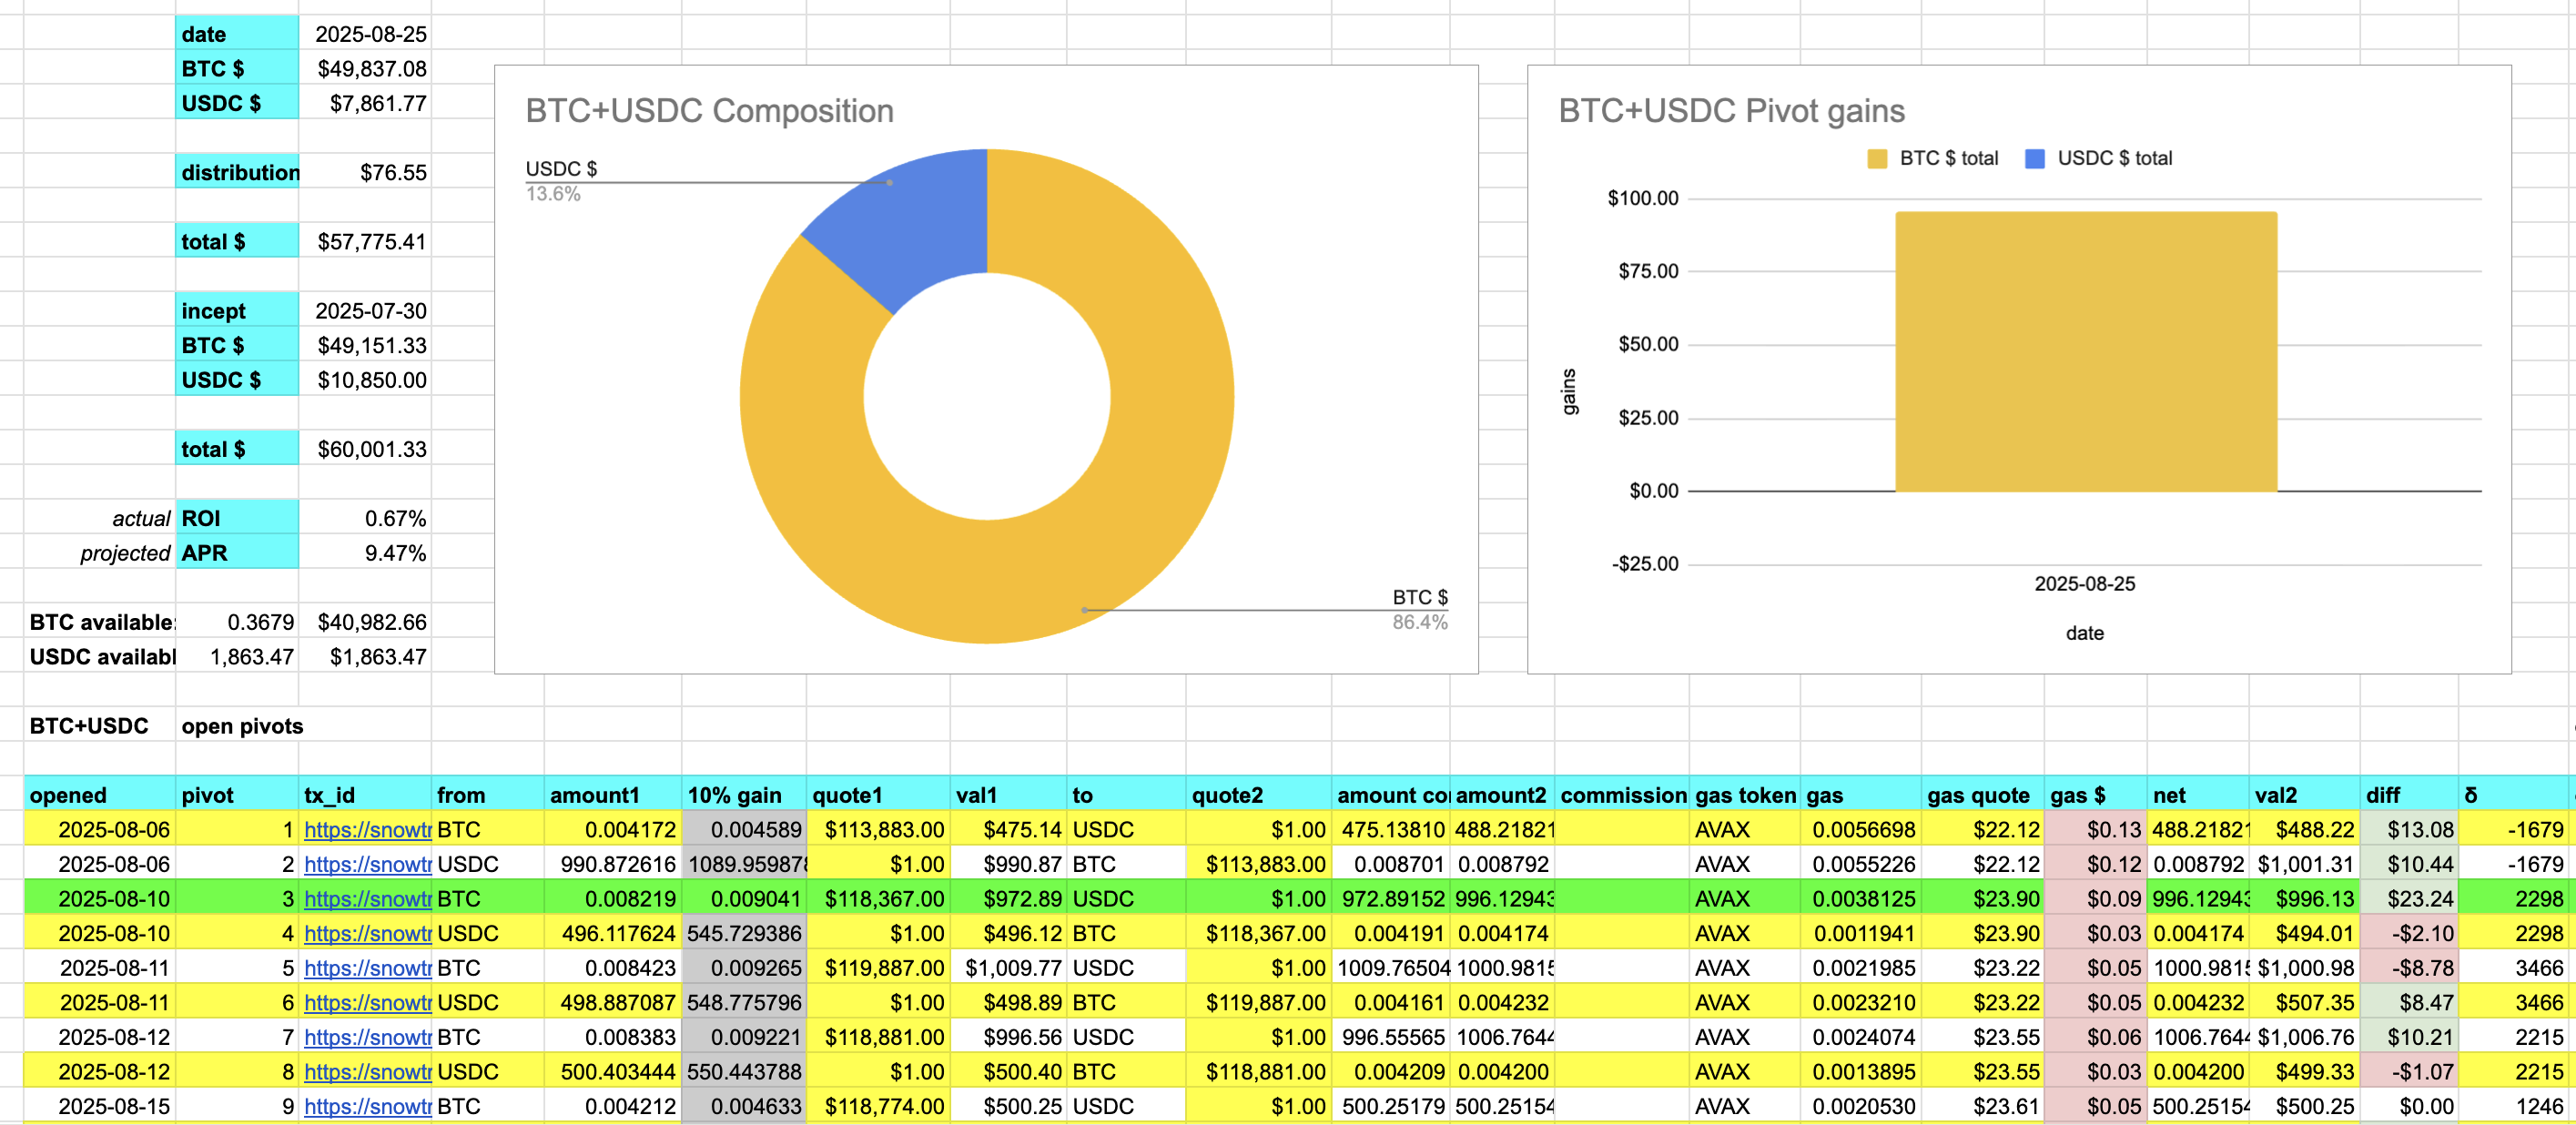 date 2025-08-25
BTC $ $49,837.08
USDC $ $7,861.77
distribution $76.55
total $ $57,775.41
incept 2025-07-30
BTC $ $49,151.33
USDC $ $10,850.00
total $ $60,001.33
actual ROI 0.67%
projected APR 9.47%
BTC available: 0.3679 $40,982.66
USDC availabl 1,863.47 $1,863.47
BTC+USDC Composition
USDC $
13.6%
BTC $
86.4%
BTC+USDC Pivot gains
BTC $ total USDC $ total
$100.00
$75.00
$50.00
$25.00
$0.00
-$25.00
gains
2025-08-25
date
BTC+USDC open pivots
opened pivot tx_id from amount1 10% gain quote1 val1 to quote2 amount co amount2 commission gas token gas gas quote gas $ net val2 diff δ
2025-08-06 1 https://snowtr BTC 0.004172 0.004589 $113,883.00 $475.14 USDC $1.00 475.13810 488.21821 AVAX 0.0056698 $22.12 $0.13 488.21821 $488.22 $13.08 -1679
2025-08-06 2 https://snowtr USDC 990.872616 1089.959878 $1.00 $990.87 BTC $113,883.00 0.008701 0.008792 AVAX 0.0055226 $22.12 $0.12 0.008792 $1,001.31 $10.44 -1679
2025-08-10 3 https://snowtr BTC 0.008219 0.009041 $118,367.00 $972.89 USDC $1.00 972.89152 996.12943 AVAX 0.0038125 $23.90 $0.09 996.12943 $996.13 $23.24 2298
2025-08-10 4 https://snowtr USDC 496.117624 545.729386 $1.00 $496.12 BTC $118,367.00 0.004191 0.004174 AVAX 0.0011941 $23.90 $0.03 0.004174 $494.01 -$2.10 2298
2025-08-11 5 https://snowtr BTC 0.008423 0.009265 $119,887.00 $1,009.77 USDC $1.00 1009.76504 1000.9815 AVAX 0.0021985 $23.22 $0.05 1000.9815 $1,000.98 -$8.78 3466
2025-08-11 6 https://snowtr USDC 498.887087 548.775796 $1.00 $498.89 BTC $119,887.00 0.004161 0.004232 AVAX 0.0023210 $23.22 $0.05 0.004232 $507.35 $8.47 3466
2025-08-12 7 https://snowtr BTC 0.008383 0.009221 $118,881.00 $996.56 USDC $1.00 996.55565 1006.7644 AVAX 0.0024074 $23.55 $0.06 1006.7644 $1,006.76 $10.21 2215
2025-08-12 8 https://snowtr USDC 500.403444 550.443788 $1.00 $500.40 BTC $118,881.00 0.004209 0.004200 AVAX 0.0013895 $23.55 $0.03 0.004200 $499.33 -$1.07 2215
2025-08-15 9 https://snowtr BTC 0.004212 0.004633 $118,774.00 $500.25 USDC $1.00 500.25179 500.25154 AVAX 0.0020530 $23.61 $0.05 500.25154 $500.25 $0.00 1246